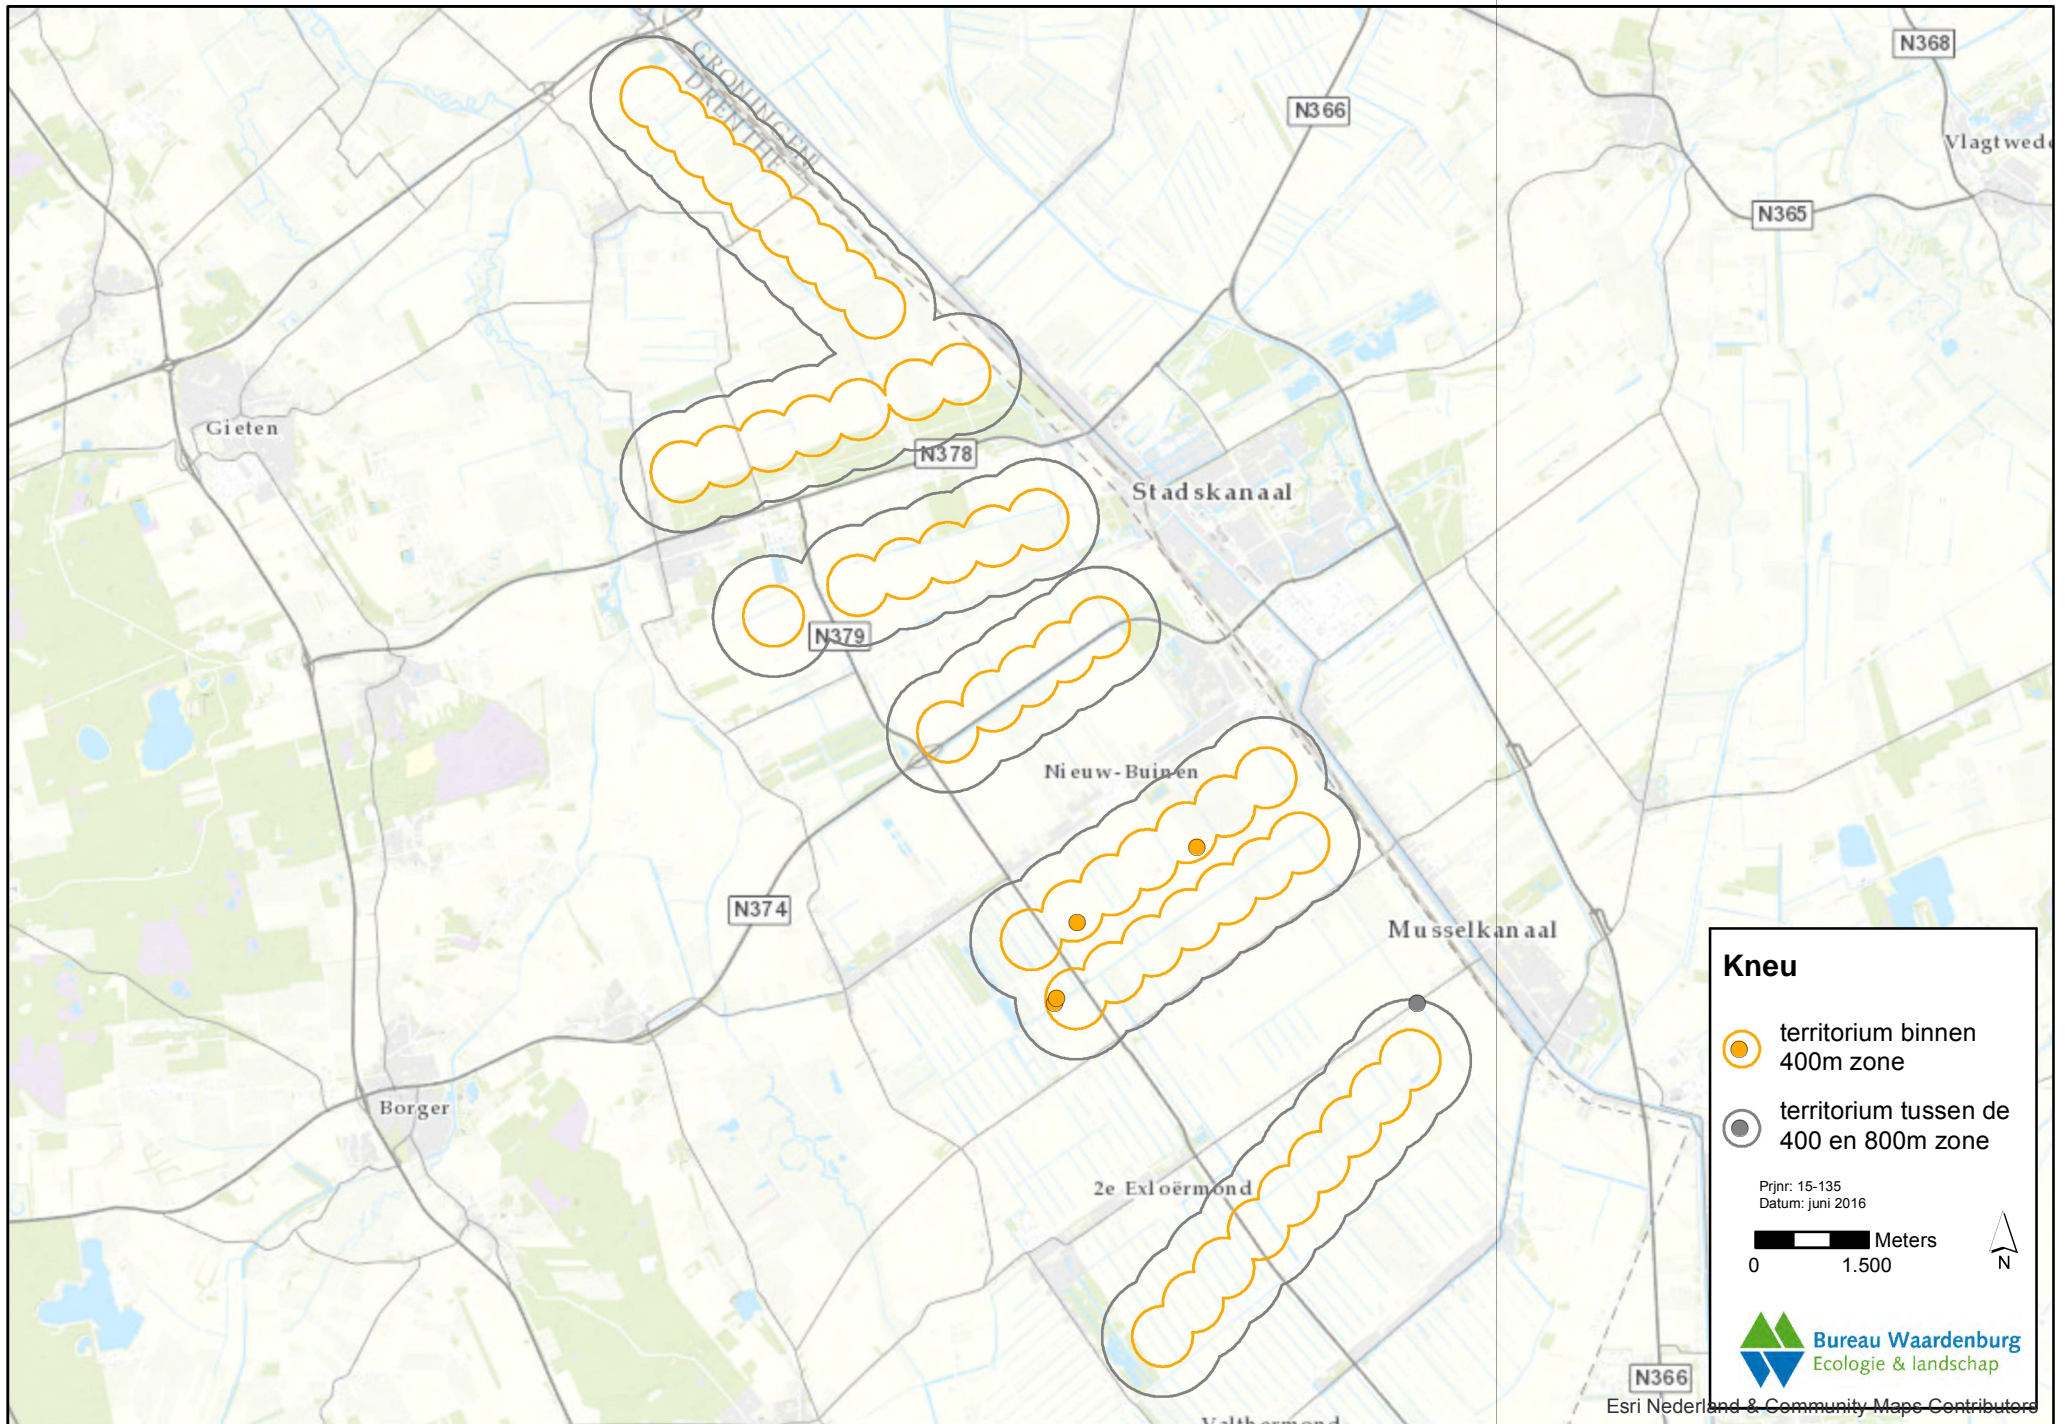 N368
GRONINGEN
DRENTHE
N366
N365
Gieten
N378
Stadskanaal
N379
Nieuw-Buinen
N374
Musselkanaal
Borger
2e Exloërmond
Kneu
territorium binnen
400m zone
territorium tussen de
400 en 800m zone
Prjnr: 15-135
Datum: juni 2016
Meters
0 1.500
N
Bureau Waardenburg
Ecologie & landschap
N366
Esri Nederland & Community Maps Contributors